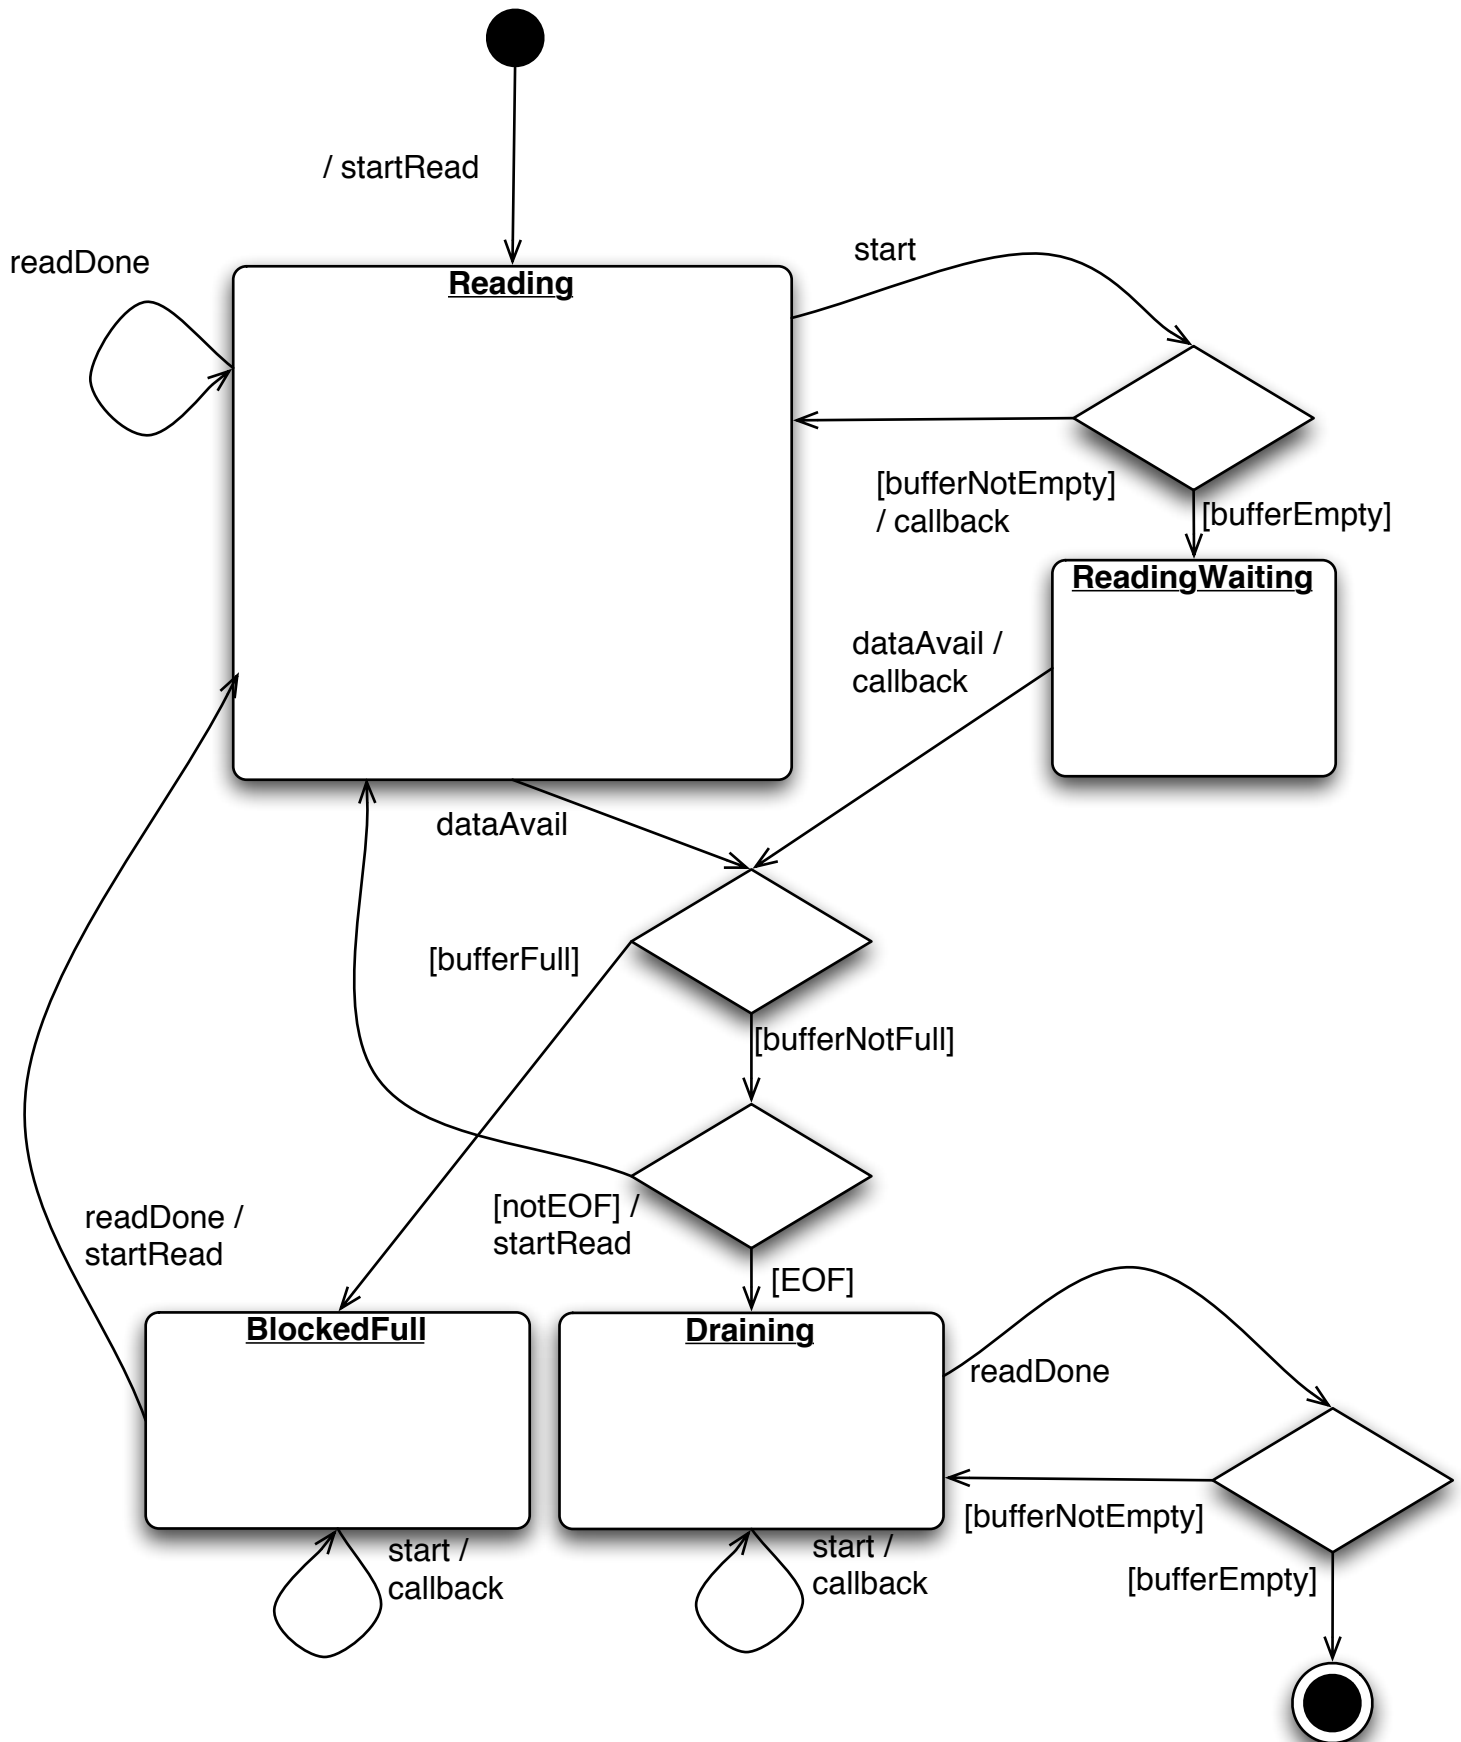 / startRead
readDone
start
Reading
[bufferNotEmpty]
/ callback
[bufferEmpty]
ReadingWaiting
dataAvail /
callback
dataAvail
[bufferFull]
[bufferNotFull]
readDone /
startRead
[notEOF] /
startRead
[EOF]
BlockedFull
Draining
readDone
[bufferNotEmpty]
start /
callback
start /
callback
[bufferEmpty]